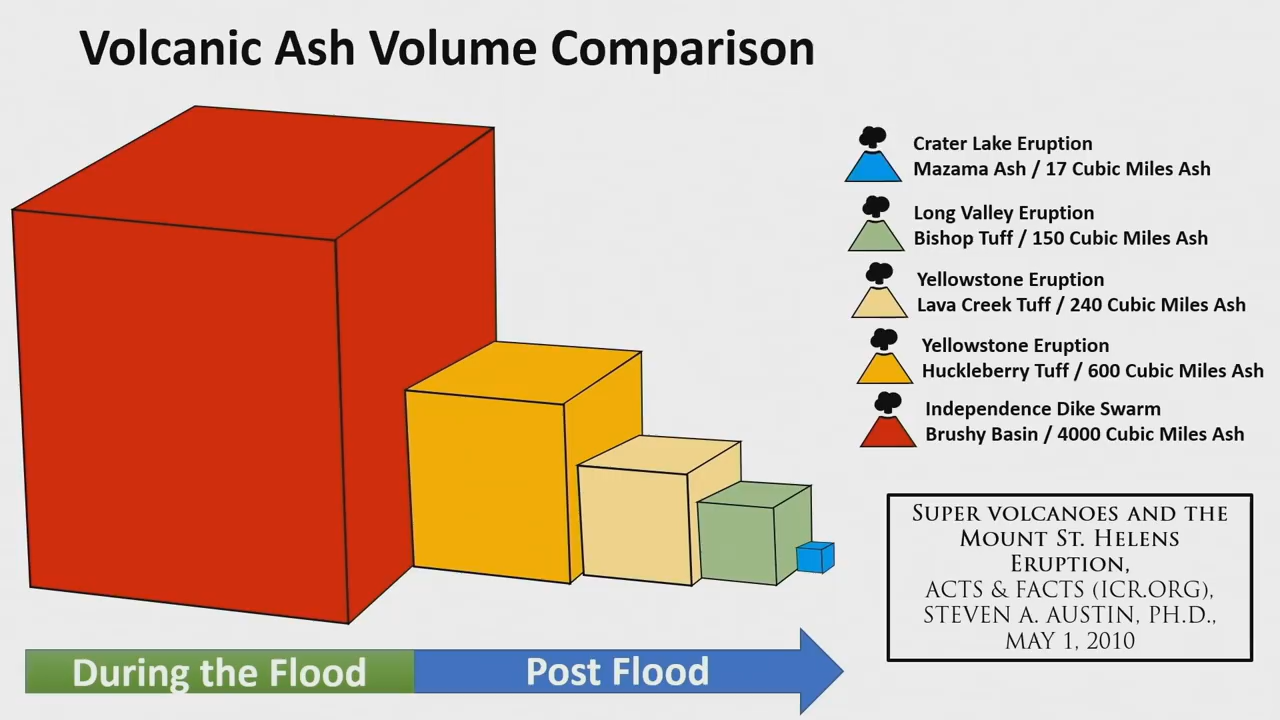 Volcanic Ash Volume Comparison
Crater Lake Eruption
Mazama Ash / 17 Cubic Miles Ash
Long Valley Eruption
Bishop Tuff / 150 Cubic Miles Ash
Yellowstone Eruption
Lava Creek Tuff / 240 Cubic Miles Ash
Yellowstone Eruption
Huckleberry Tuff / 600 Cubic Miles Ash
Independence Dike Swarm
Brushy Basin / 4000 Cubic Miles Ash
Super volcanoes and the
Mount St. Helens
Eruption,
ACTS & FACTS (ICR.ORG),
STEVEN A. AUSTIN, PH.D.,
MAY 1, 2010
During the Flood
Post Flood